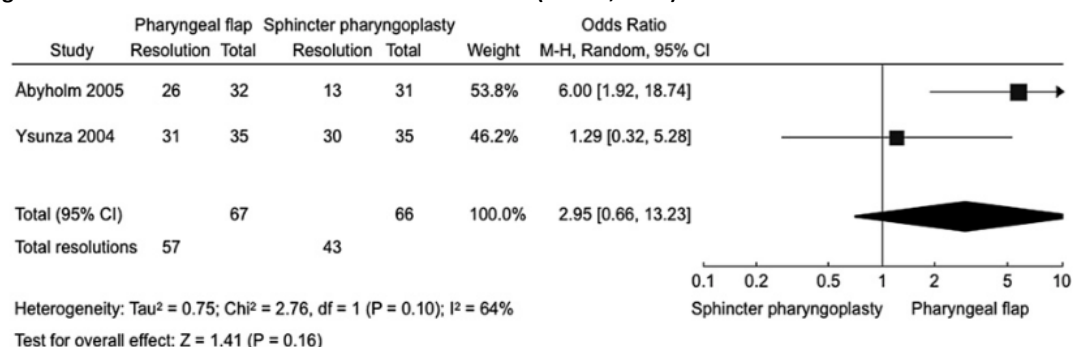 Pharyngeal flap Sphincter pharyngoplasty Odds Ratio
Study Resolution Total Resolution Total Weight M-H, Random, 95% CI
Åbyholm 2005 26 32 13 31 53.8% 6.00 [1.92, 18.74]
Ysunza 2004 31 35 30 35 46.2% 1.29 [0.32, 5.28]
Total (95% CI) 67 66 100.0% 2.95 [0.66, 13.23]
Total resolutions 57 43
0.1 0.2 0.5 1 2 5 10
Heterogeneity: Tau² = 0.75; Chi² = 2.76, df = 1 (P = 0.10); I² = 64% Sphincter pharyngoplasty Pharyngeal flap
Test for overall effect: Z = 1.41 (P = 0.16)